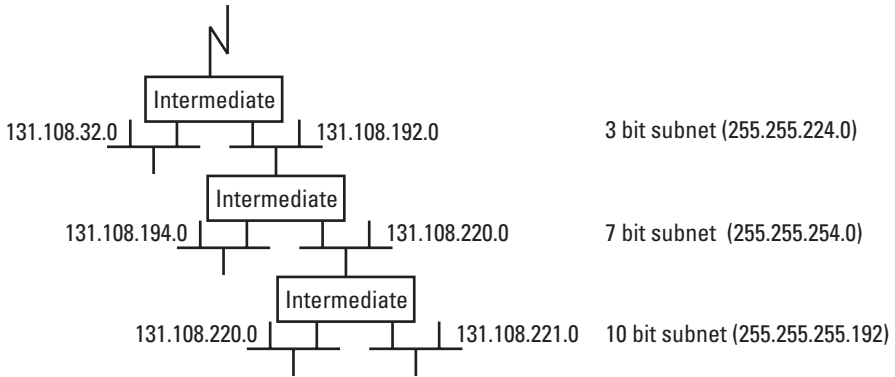 Intermediate
131.108.32.0 131.108.192.0 3 bit subnet (255.255.224.0)
Intermediate
131.108.194.0 131.108.220.0 7 bit subnet (255.255.254.0)
Intermediate
131.108.220.0 131.108.221.0 10 bit subnet (255.255.255.192)